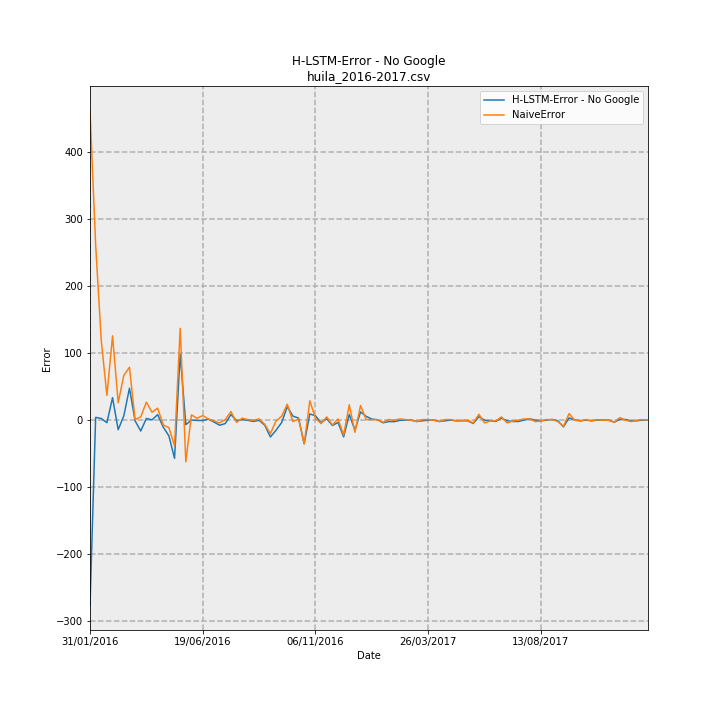 H-LSTM-Error - No Google
huila_2016-2017.csv
H-LSTM-Error - No Google
NaiveError
400
300
200
100
0
−100
−200
−300
Error
31/01/2016 19/06/2016 06/11/2016 26/03/2017 13/08/2017
Date